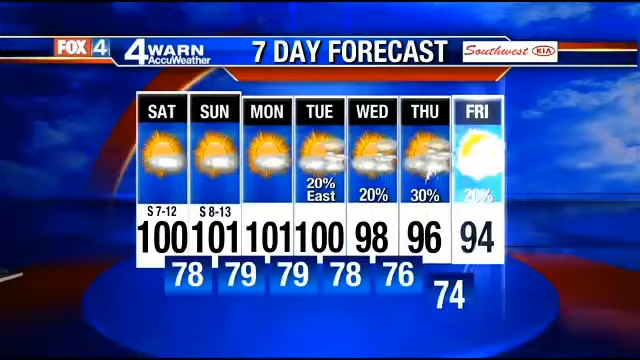 FOX 4
4WARN
AccuWeather
7 DAY FORECAST
Southwest KIA
SAT SUN MON TUE WED THU FRI
20% East 20% 30% 20%
S 7-12 S 8-13
100 101 101 100 98 96 94
78 79 79 78 76 74